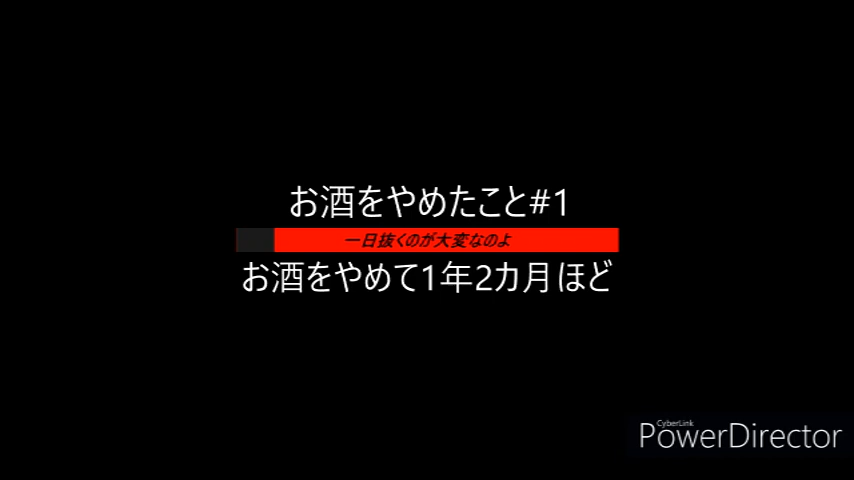 お酒をやめたこと#1
一日抜くのが大変なのよ
お酒をやめて1年2カ月ほど
CyberLink
PowerDirector